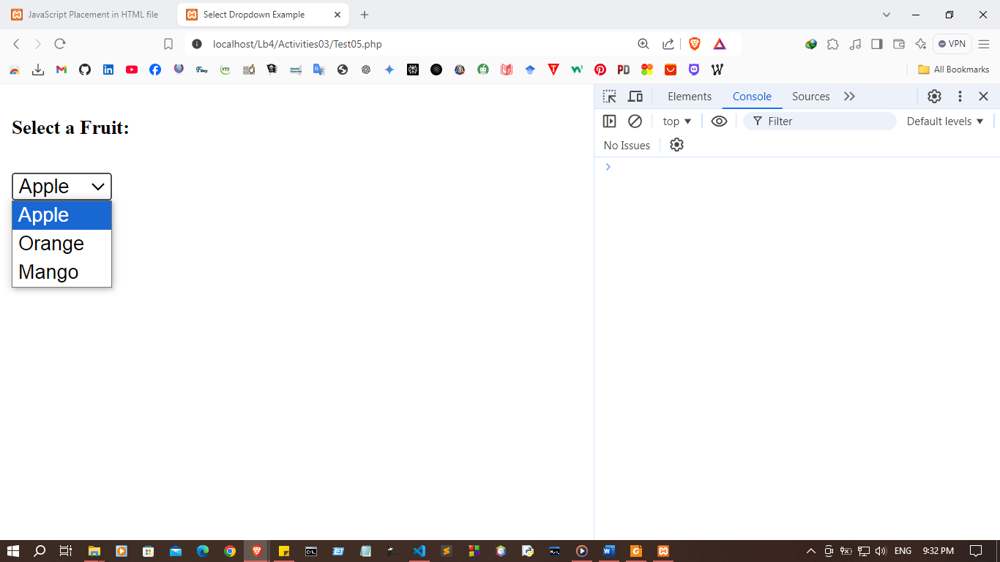 JavaScript Placement in HTML file
Select Dropdown Example
localhost/Lb4/Activities03/Test05.php
VPN
All Bookmarks
Elements
Console
Sources
top
Filter
Default levels
No Issues
Select a Fruit:
Apple
Apple
Orange
Mango
ENG
9:32 PM